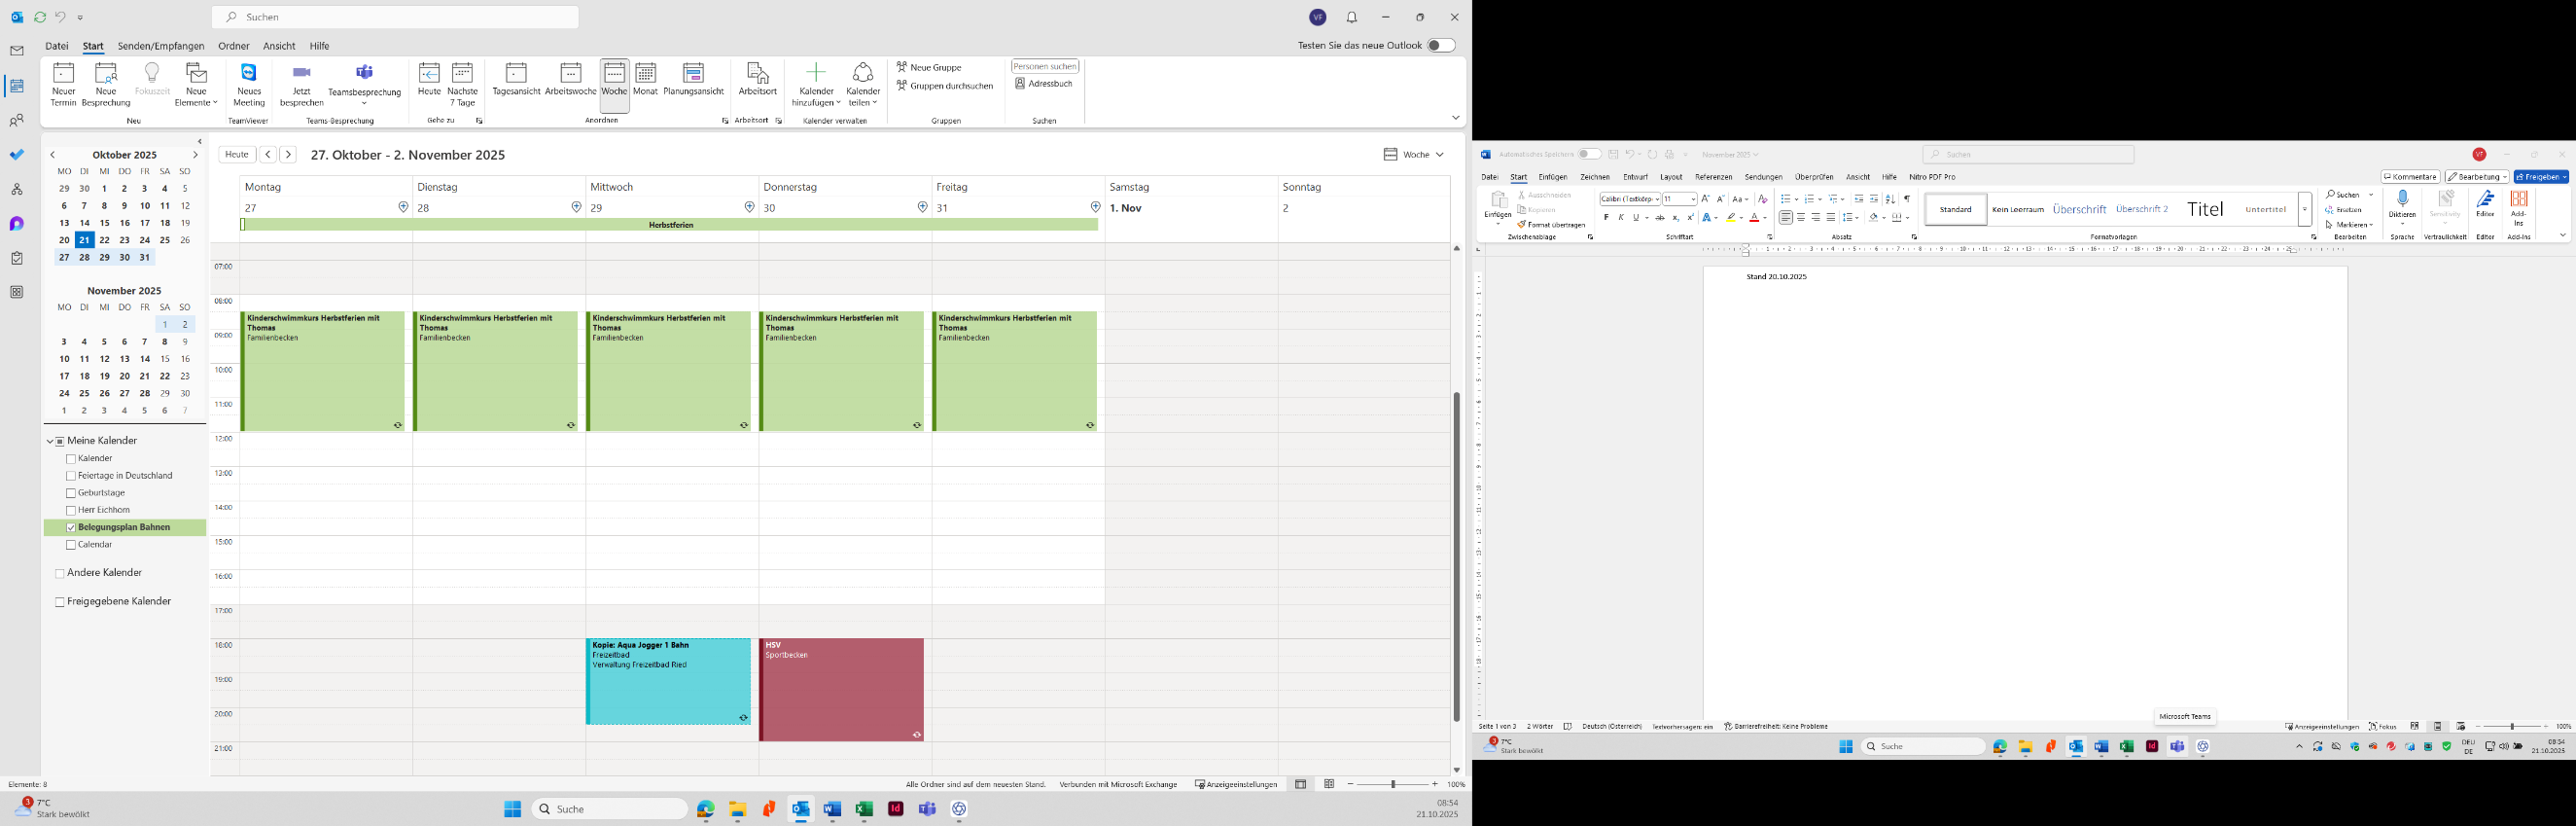 Suchen
VF
Datei Start Senden/Empfangen Ordner Ansicht Hilfe
Testen Sie das neue Outlook
Neuer Termin
Neue Besprechung
Fokuszeit
Neue Elemente
Neues Meeting
Jetzt besprechen
Teamsbesprechung
Heute
Nächste 7 Tage
Tagesansicht
Arbeitswoche
Woche
Monat
Planungsansicht
Arbeitsort
Kalender hinzufügen
Kalender teilen
Neue Gruppe
Gruppen durchsuchen
Personen suchen
Adressbuch
Neu
TeamViewer
Teams-Besprechung
Gehe zu
Anordnen
Arbeitsort
Kalender verwalten
Gruppen
Suchen
Oktober 2025
MO DI MI DO FR SA SO
29 30 1 2 3 4 5
6 7 8 9 10 11 12
13 14 15 16 17 18 19
20 21 22 23 24 25 26
27 28 29 30 31
November 2025
MO DI MI DO FR SA SO
1 2
3 4 5 6 7 8 9
10 11 12 13 14 15 16
17 18 19 20 21 22 23
24 25 26 27 28 29 30
1 2 3 4 5 6 7
Meine Kalender
Kalender
Feiertage in Deutschland
Geburtstage
Herr Eichhorn
Belegungsplan Bahnen
Calendar
Andere Kalender
Freigegebene Kalender
Heute
27. Oktober - 2. November 2025
Woche
Montag Dienstag Mittwoch Donnerstag Freitag Samstag Sonntag
27 28 29 30 31 1. Nov 2
Herbstferien
07:00
08:00
09:00
10:00
11:00
12:00
13:00
14:00
15:00
16:00
17:00
18:00
19:00
20:00
21:00
Kinderschwimmkurs Herbstferien mit
Thomas
Familienbecken
Kinderschwimmkurs Herbstferien mit
Thomas
Familienbecken
Kinderschwimmkurs Herbstferien mit
Thomas
Familienbecken
Kinderschwimmkurs Herbstferien mit
Thomas
Familienbecken
Kinderschwimmkurs Herbstferien mit
Thomas
Familienbecken
Kopie: Aqua Jogger 1 Bahn
Freizeitbad
Verwaltung Freizeitbad Ried
HSV
Sportbecken
Elemente: 8
Alle Ordner sind auf dem neuesten Stand.
Verbunden mit Microsoft Exchange
Anzeigeeinstellungen
100%
3
7°C
Stark bewölkt
Suche
08:54
21.10.2025
Automatisches Speichern
November 2025
Suchen
VF
Datei Start Einfügen Zeichnen Entwurf Layout Referenzen Sendungen Überprüfen Ansicht Hilfe Nitro PDF Pro
Kommentare
Bearbeitung
Freigeben
Einfügen
Ausschneiden
Kopieren
Format übertragen
Calibri (Textkörp
11
F K U ab
Standard
Kein Leerraum
Überschrift
Überschrift 2
Titel
Untertitel
Suchen
Ersetzen
Markieren
Diktieren
Sensitivity
Editor
Add-Ins
Zwischenablage
Schriftart
Absatz
Formatvorlagen
Bearbeiten
Sprache
Vertraulichkeit
Editor
Add-Ins
Stand 20.10.2025
Microsoft Teams
Seite 1 von 3
2 Wörter
Deutsch (Österreich)
Textvorhersagen: ein
Barrierefreiheit: Keine Probleme
Anzeigeeinstellungen
Fokus
100%
3
7°C
Stark bewölkt
Suche
DEU
DE
08:54
21.10.2025